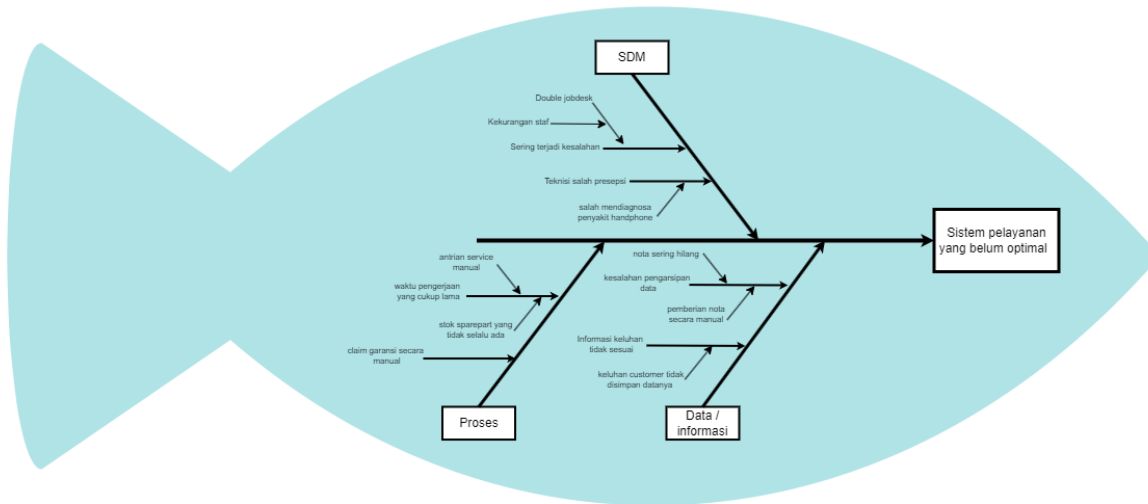 SDM
Double jobdesk
Kekurangan staf
Sering terjadi kesalahan
Teknisi salah presepsi
salah mendiagnosa
penyakit handphone
Sistem pelayanan
yang belum optimal
antrian service
manual
waktu pengerjaan
yang cukup lama
stok sparepart yang
tidak selalu ada
claim garansi secara
manual
Proses
nota sering hilang
kesalahan pengarsipan
data
pemberian nota
secara manual
Informasi keluhan
tidak sesuai
keluhan customer tidak
disimpan datanya
Data /
informasi